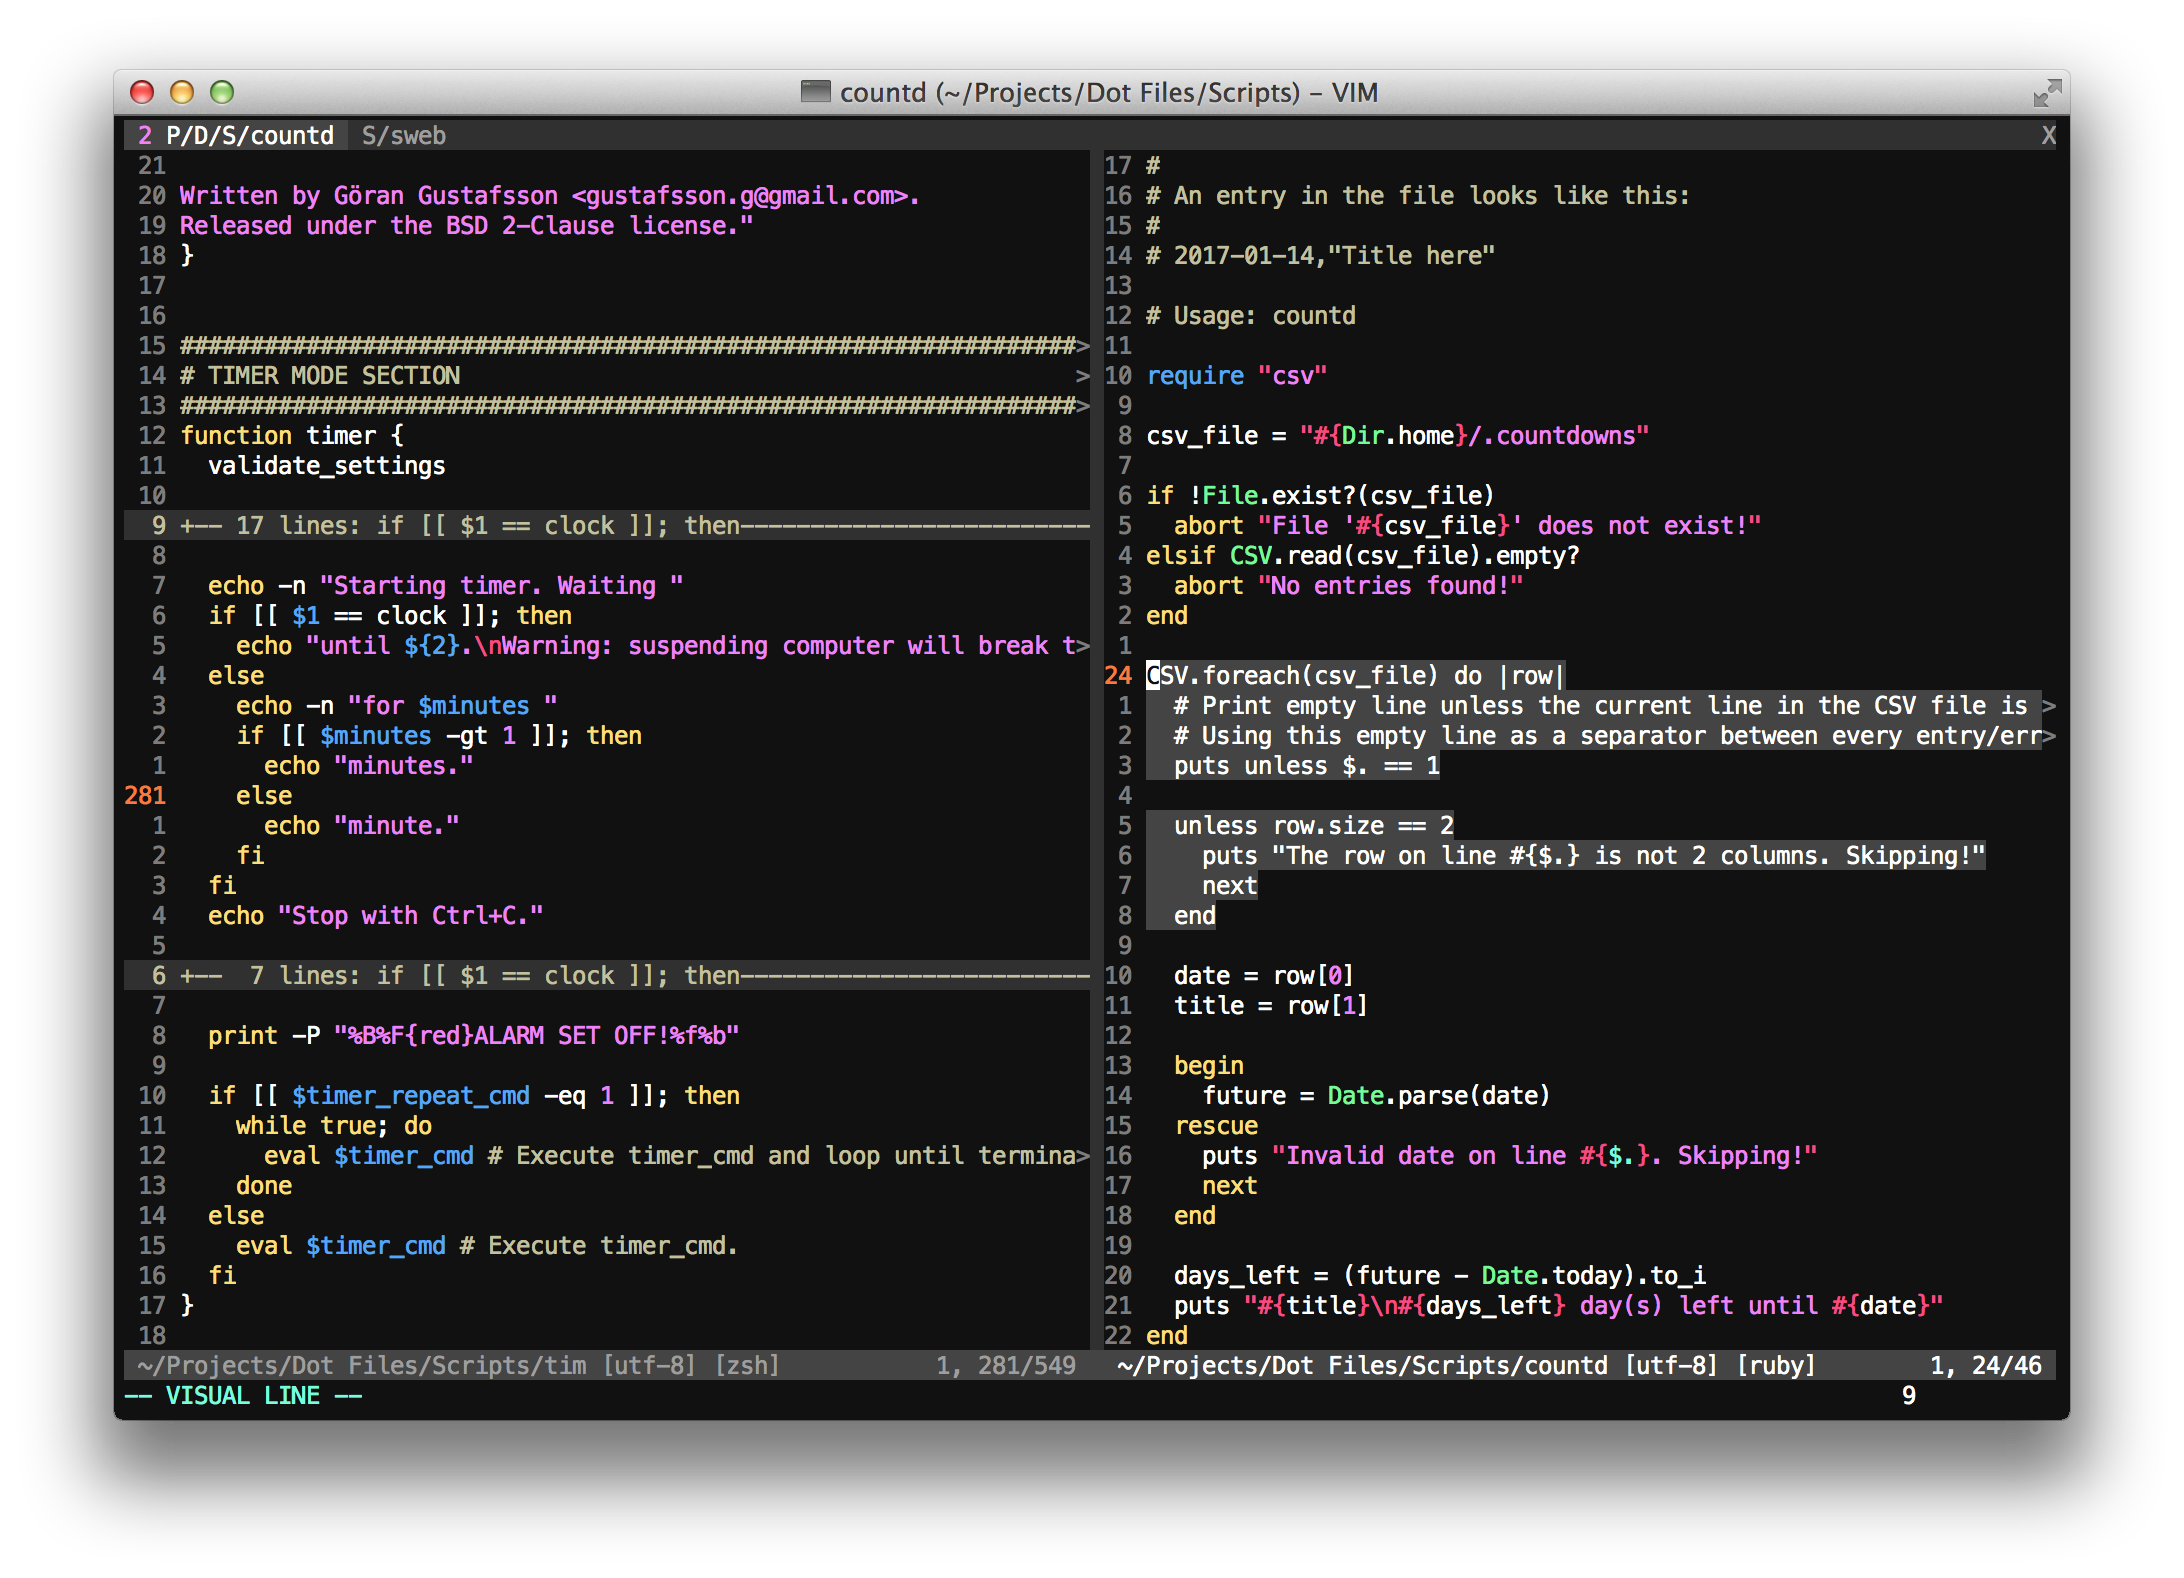 countd (~/Projects/Dot Files/Scripts) – VIM
2 P/D/S/countd S/sweb X
21
20 Written by Göran Gustafsson <gustafsson.g@gmail.com>.
19 Released under the BSD 2-Clause license."
18 }
17
16
15 ################################################################>
14 # TIMER MODE SECTION >
13 ################################################################>
12 function timer {
11   validate_settings
10
9 +-- 17 lines: if [[ $1 == clock ]]; then-------------------------
8
7   echo -n "Starting timer. Waiting "
6   if [[ $1 == clock ]]; then
5     echo "until ${2}.\nWarning: suspending computer will break t>
4   else
3     echo -n "for $minutes "
2     if [[ $minutes -gt 1 ]]; then
1       echo "minutes."
281     else
1       echo "minute."
2     fi
3   fi
4   echo "Stop with Ctrl+C."
5
6 +--  7 lines: if [[ $1 == clock ]]; then-------------------------
7
8   print -P "%B%F{red}ALARM SET OFF!%f%b"
9
10   if [[ $timer_repeat_cmd -eq 1 ]]; then
11     while true; do
12       eval $timer_cmd # Execute timer_cmd and loop until termina>
13     done
14   else
15     eval $timer_cmd # Execute timer_cmd.
16   fi
17 }
18
~/Projects/Dot Files/Scripts/tim [utf-8] [zsh] 1, 281/549
17 #
16 # An entry in the file looks like this:
15 #
14 # 2017-01-14,"Title here"
13
12 # Usage: countd
11
10 require "csv"
9
8 csv_file = "#{Dir.home}/.countdowns"
7
6 if !File.exist?(csv_file)
5   abort "File '#{csv_file}' does not exist!"
4 elsif CSV.read(csv_file).empty?
3   abort "No entries found!"
2 end
1
24 CSV.foreach(csv_file) do |row|
1   # Print empty line unless the current line in the CSV file is >
2   # Using this empty line as a separator between every entry/err>
3   puts unless $. == 1
4
5   unless row.size == 2
6     puts "The row on line #{$.} is not 2 columns. Skipping!"
7     next
8   end
9
10   date = row[0]
11   title = row[1]
12
13   begin
14     future = Date.parse(date)
15   rescue
16     puts "Invalid date on line #{$.}. Skipping!"
17     next
18   end
19
20   days_left = (future - Date.today).to_i
21   puts "#{title}\n#{days_left} day(s) left until #{date}"
22 end
~/Projects/Dot Files/Scripts/countd [utf-8] [ruby] 1, 24/46
-- VISUAL LINE -- 9